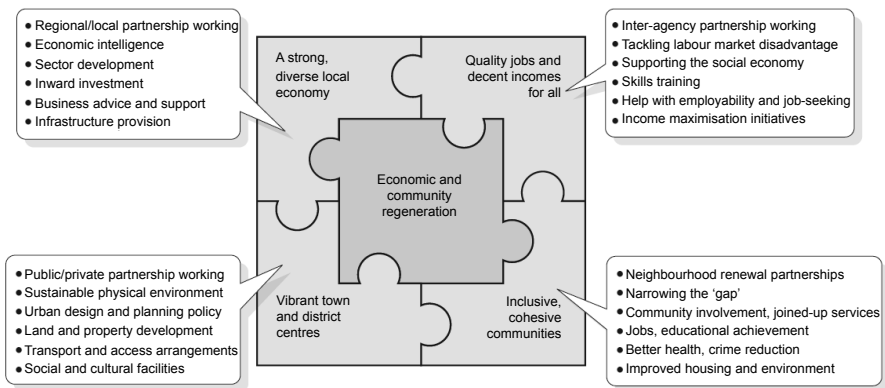 • Regional/local partnership working
• Economic intelligence
• Sector development
• Inward investment
• Business advice and support
• Infrastructure provision
A strong,
diverse local
economy
Quality jobs and
decent incomes
for all
• Inter-agency partnership working
• Tackling labour market disadvantage
• Supporting the social economy
• Skills training
• Help with employability and job-seeking
• Income maximisation initiatives
Economic and
community
regeneration
• Public/private partnership working
• Sustainable physical environment
• Urban design and planning policy
• Land and property development
• Transport and access arrangements
• Social and cultural facilities
Vibrant town
and district
centres
Inclusive,
cohesive
communities
• Neighbourhood renewal partnerships
• Narrowing the ‘gap’
• Community involvement, joined-up services
• Jobs, educational achievement
• Better health, crime reduction
• Improved housing and environment